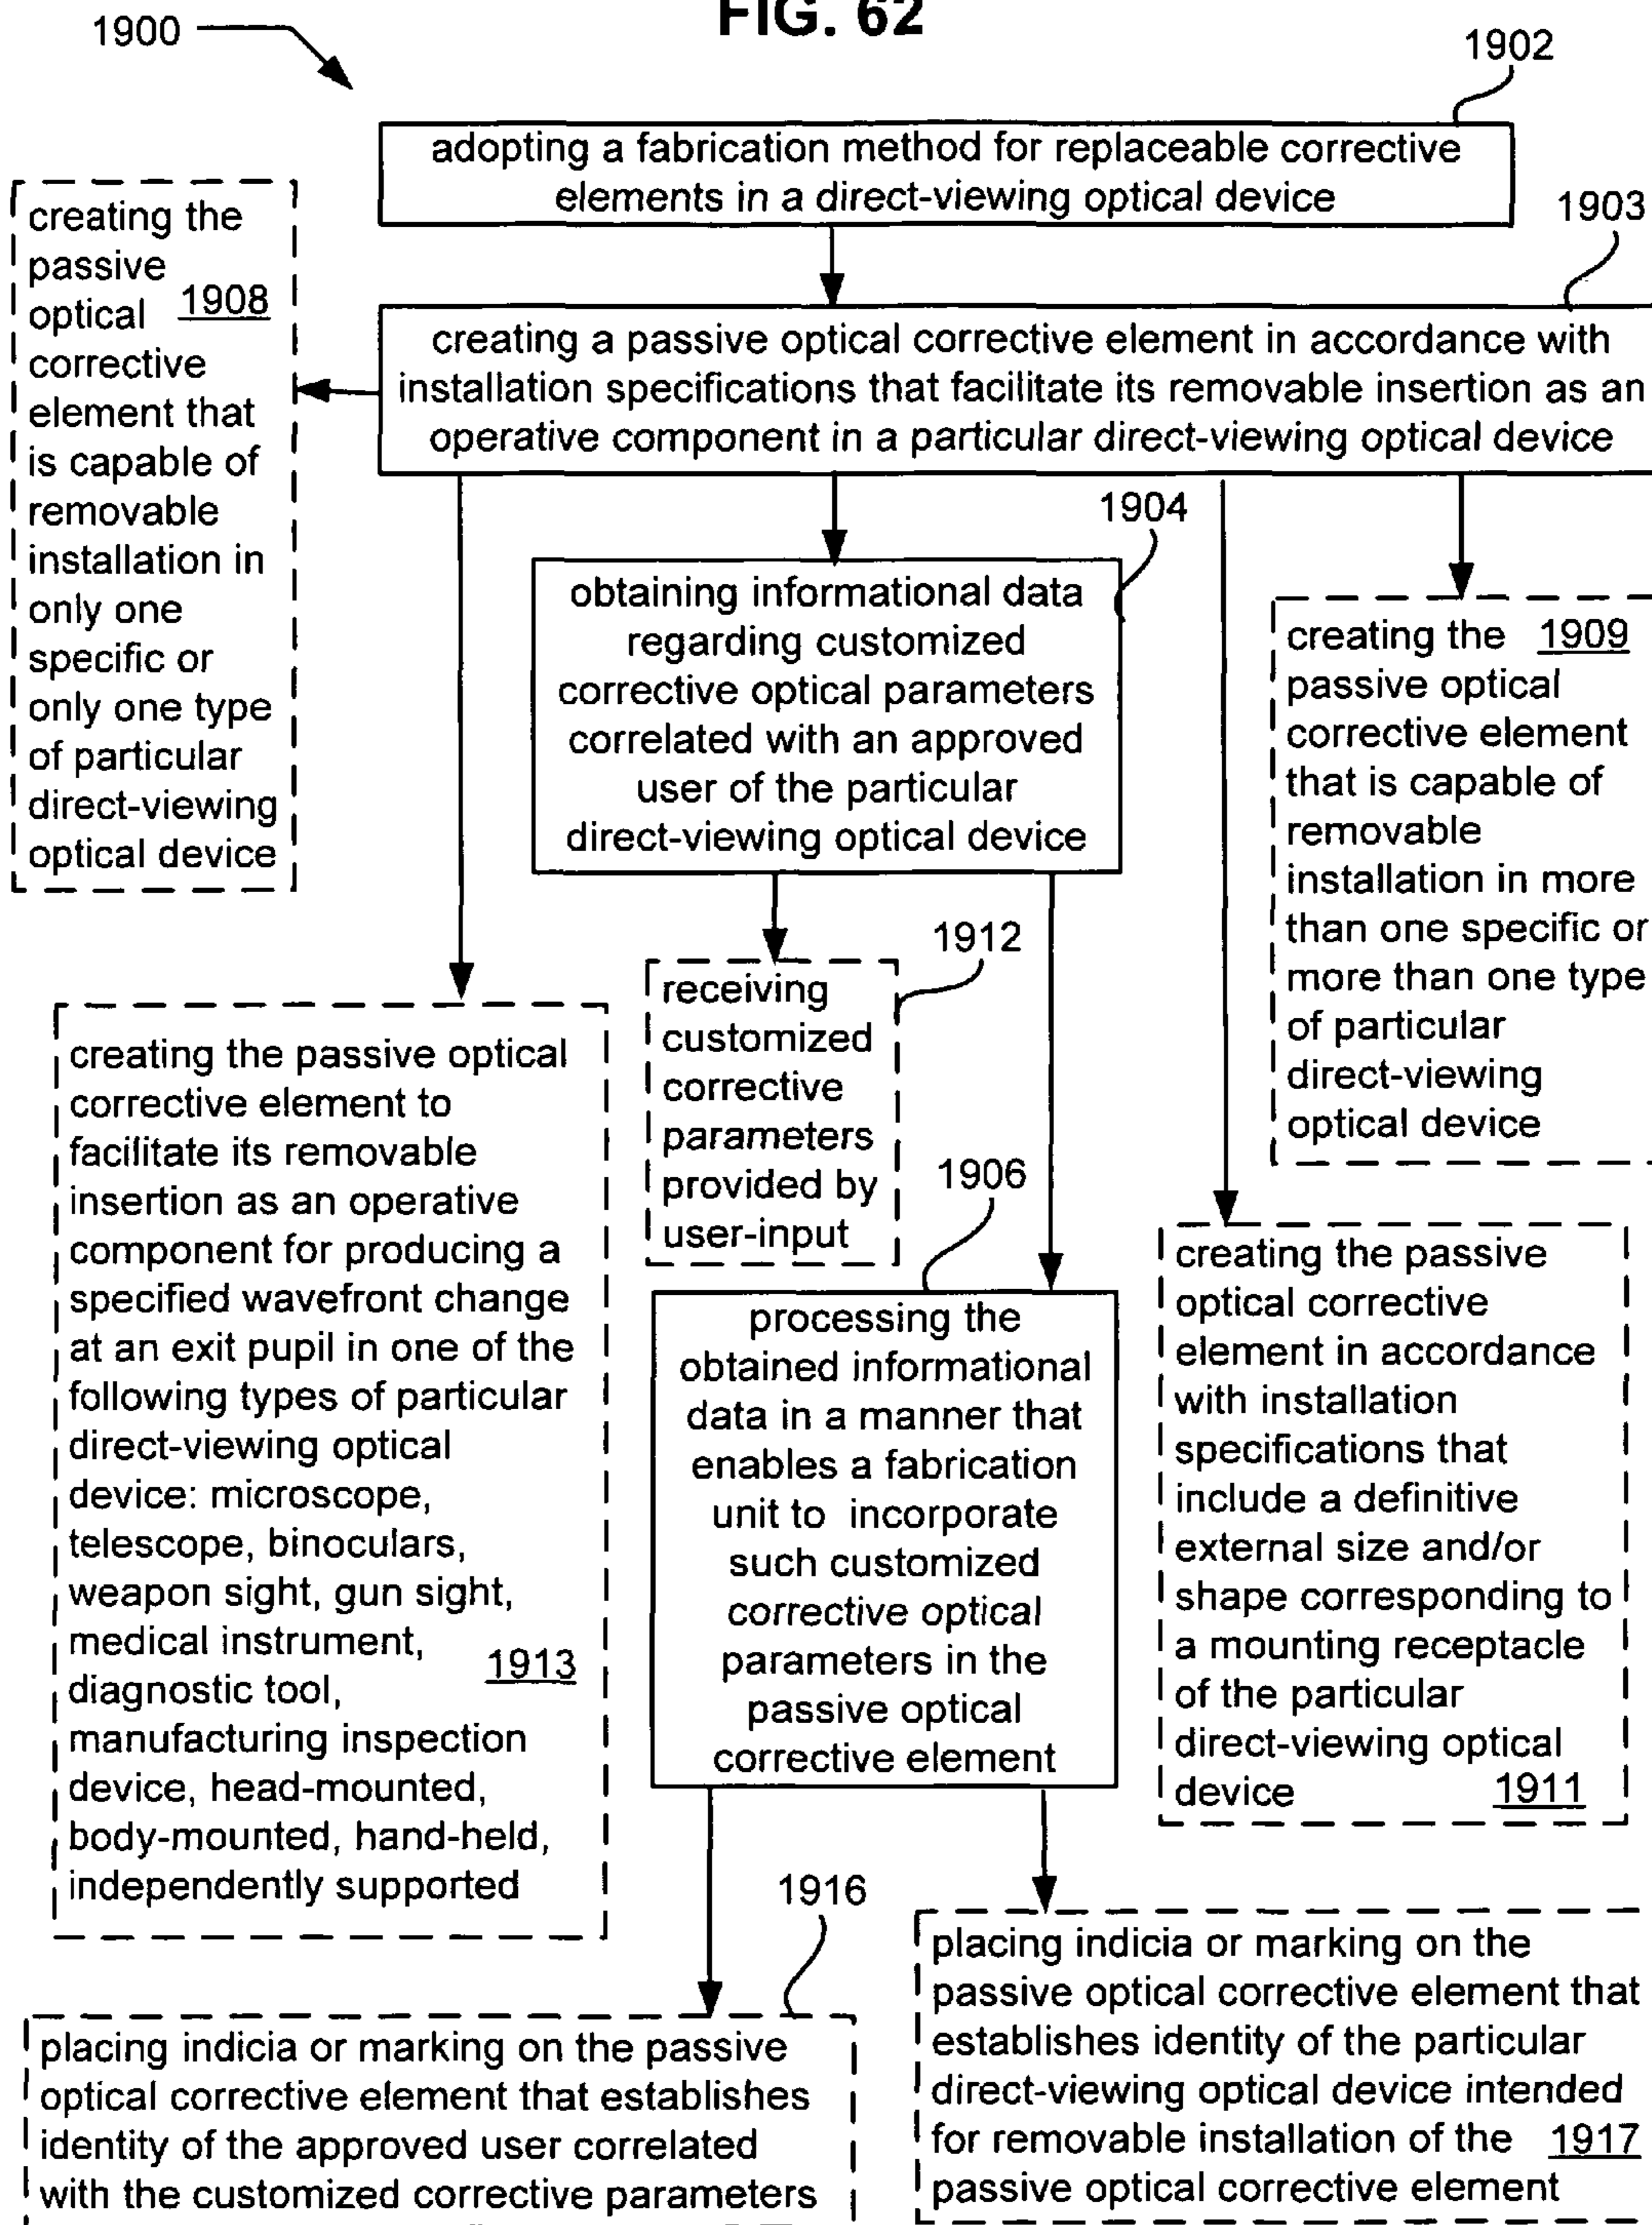 FIG. 62
1900
1902
adopting a fabrication method for replaceable corrective
elements in a direct-viewing optical device
1903
creating a passive optical corrective element in accordance with
installation specifications that facilitate its removable insertion as an
operative component in a particular direct-viewing optical device
creating the
passive
optical 1908
corrective
element that
is capable of
removable
installation in
only one
specific or
only one type
of particular
direct-viewing
optical device
1904
obtaining informational data
regarding customized
corrective optical parameters
correlated with an approved
user of the particular
direct-viewing optical device
creating the 1909
passive optical
corrective element
that is capable of
removable
installation in more
than one specific or
more than one type
of particular
direct-viewing
optical device
1912
receiving
customized
corrective
parameters
provided by
user-input
creating the passive optical
corrective element to
facilitate its removable
insertion as an operative
component for producing a
specified wavefront change
at an exit pupil in one of the
following types of particular
direct-viewing optical
device: microscope,
telescope, binoculars,
weapon sight, gun sight,
medical instrument,
1913
diagnostic tool,
manufacturing inspection
device, head-mounted,
body-mounted, hand-held,
independently supported
1906
processing the
obtained informational
data in a manner that
enables a fabrication
unit to incorporate
such customized
corrective optical
parameters in the
passive optical
corrective element
creating the passive
optical corrective
element in accordance
with installation
specifications that
include a definitive
external size and/or
shape corresponding to
a mounting receptacle
of the particular
direct-viewing optical
device 1911
1916
placing indicia or marking on the passive
optical corrective element that establishes
identity of the approved user correlated
with the customized corrective parameters
placing indicia or marking on the
passive optical corrective element that
establishes identity of the particular
direct-viewing optical device intended
for removable installation of the 1917
passive optical corrective element